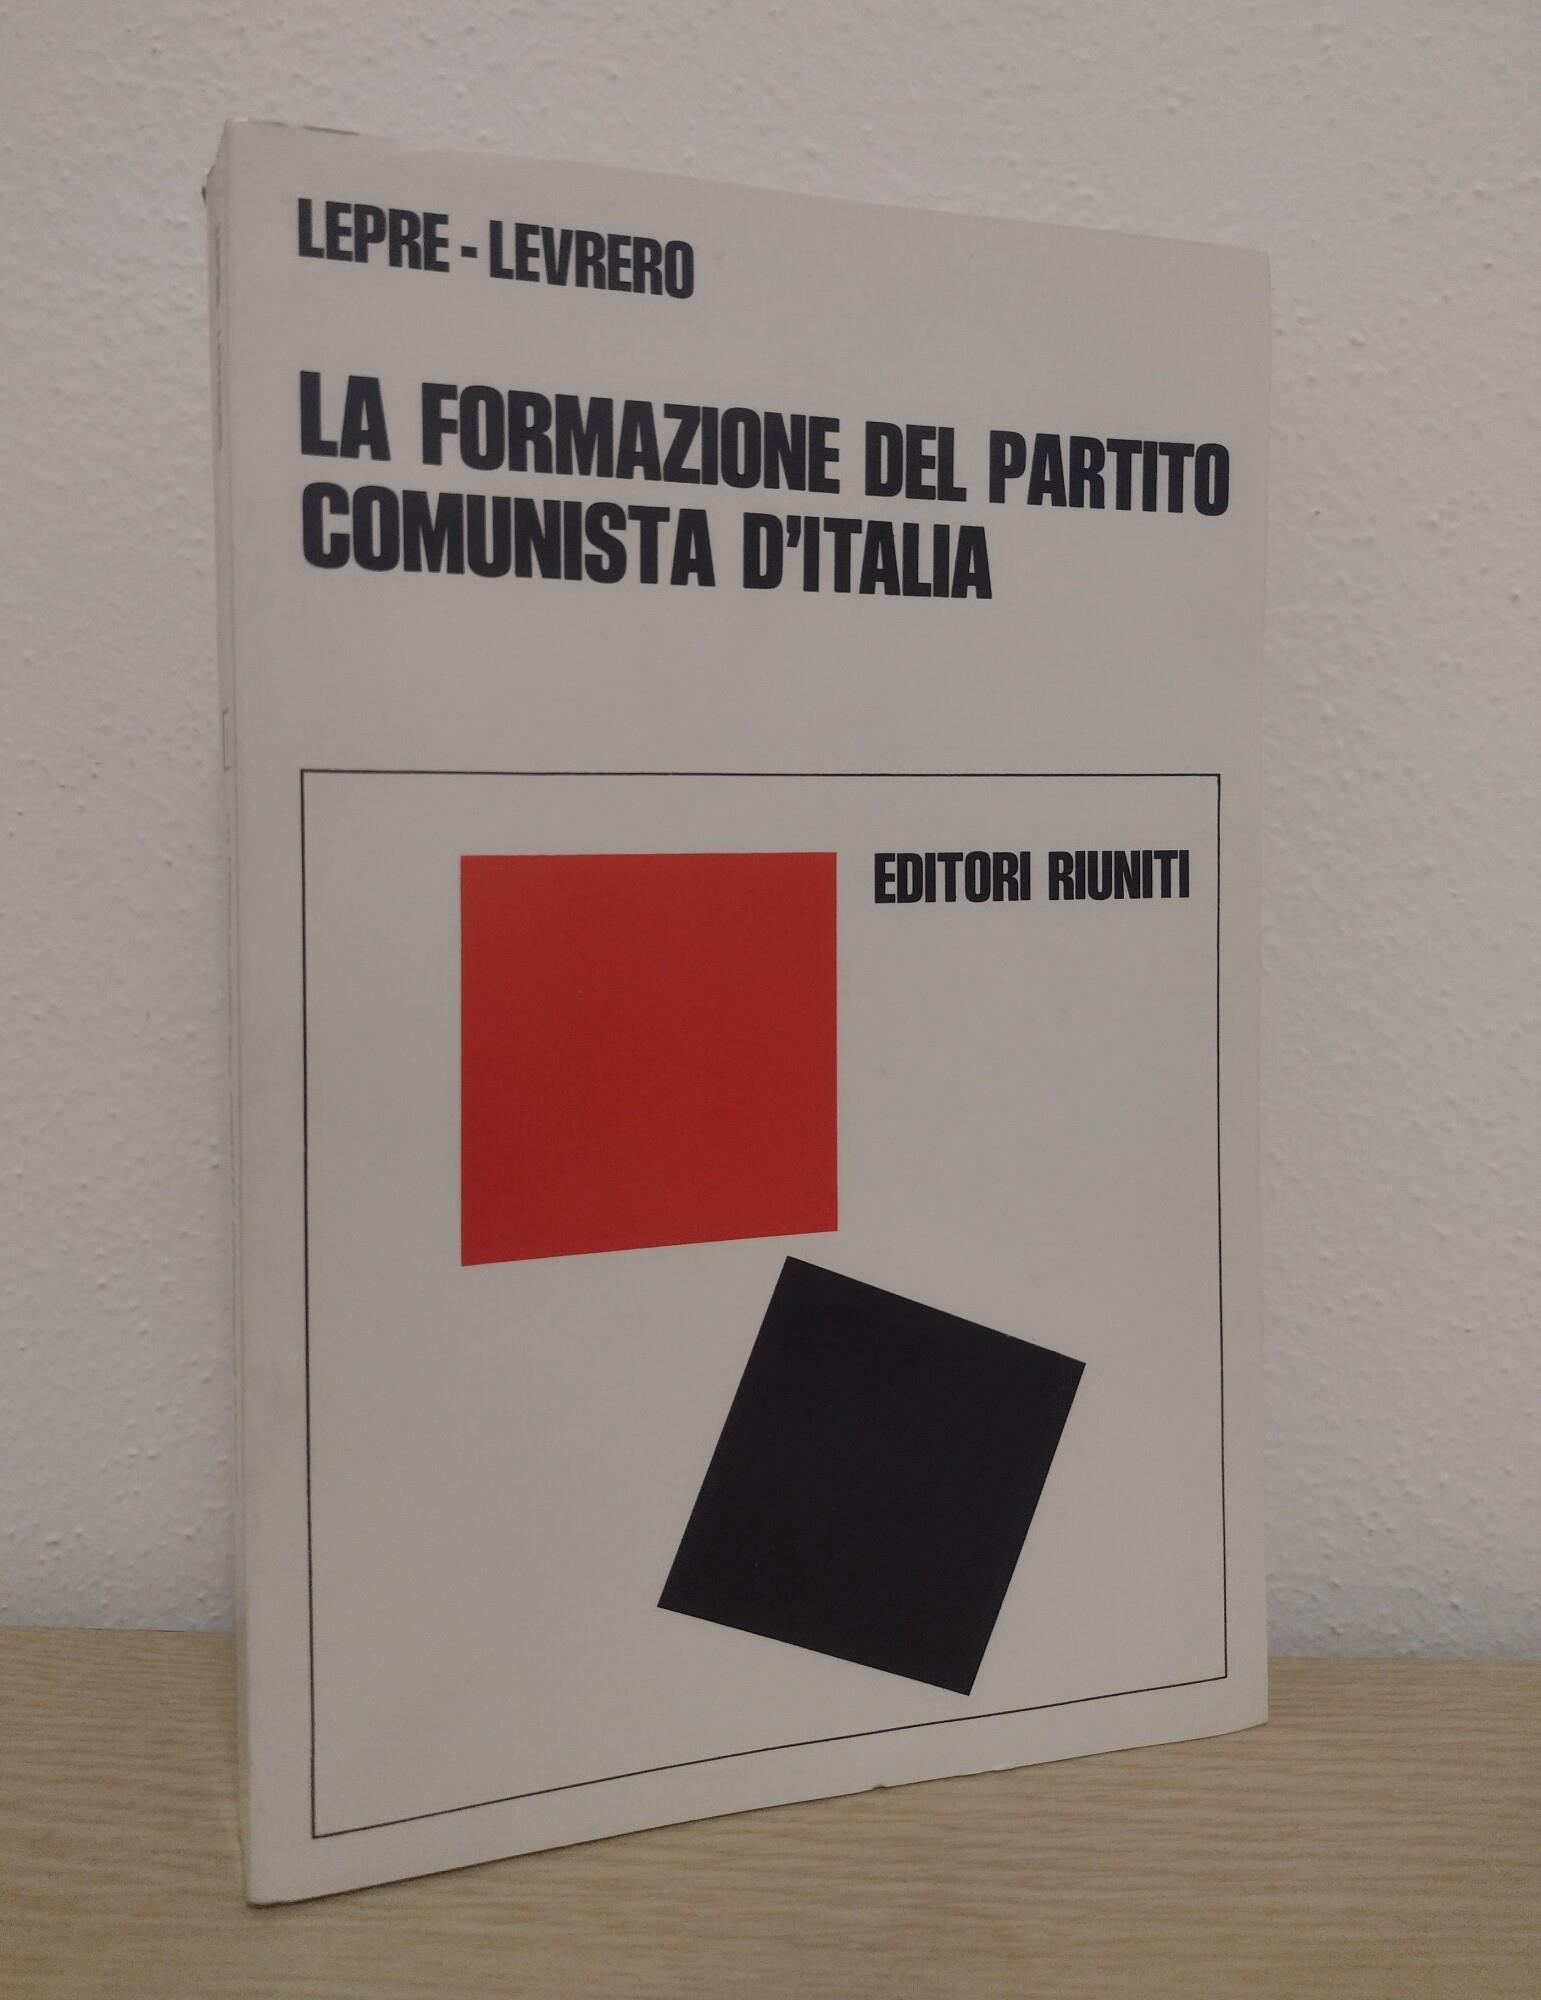 LEPRE - LEVRERO
LA FORMAZIONE DEL PARTITO
COMUNISTA D'ITALIA
EDITORI RIUNITI